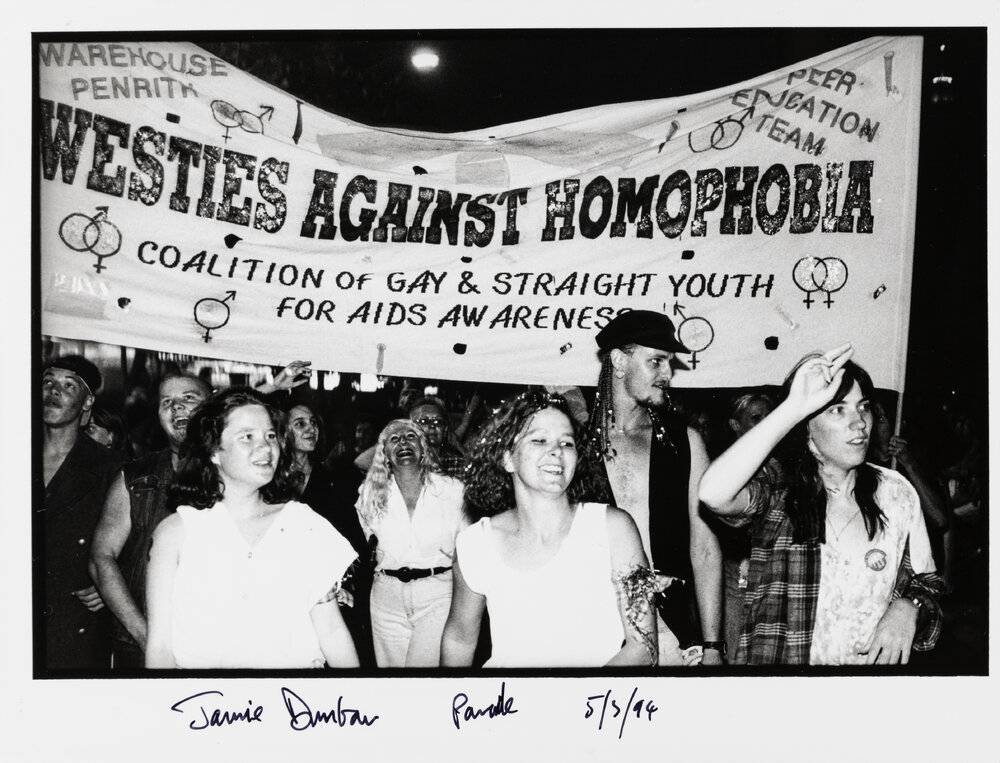 WAREHOUSE
PENRITH
PEER
EDUCATION
TEAM
WESTIES AGAINST HOMOPHOBIA
COALITION OF GAY & STRAIGHT YOUTH
FOR AIDS AWARENESS
Jamie Dunbar Parade 5/3/94